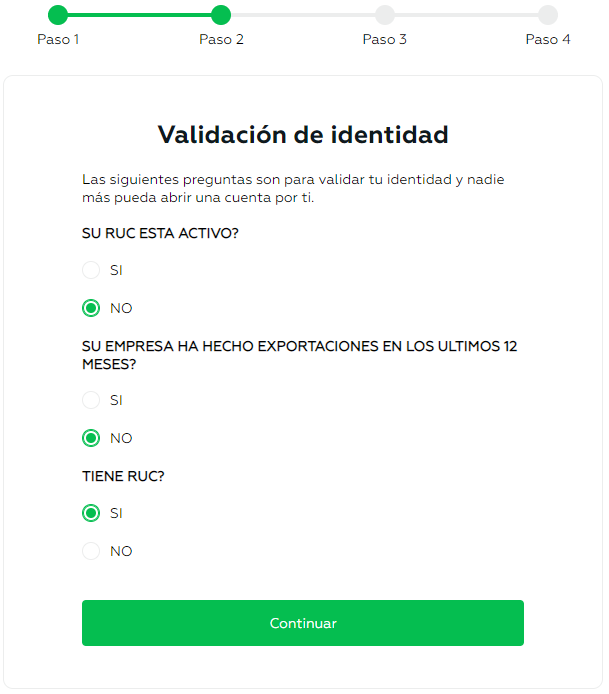 Paso 1 Paso 2 Paso 3 Paso 4
Validación de identidad
Las siguientes preguntas son para validar tu identidad y nadie
más pueda abrir una cuenta por ti.
SU RUC ESTA ACTIVO?
SI
NO
SU EMPRESA HA HECHO EXPORTACIONES EN LOS ULTIMOS 12
MESES?
SI
NO
TIENE RUC?
SI
NO
Continuar